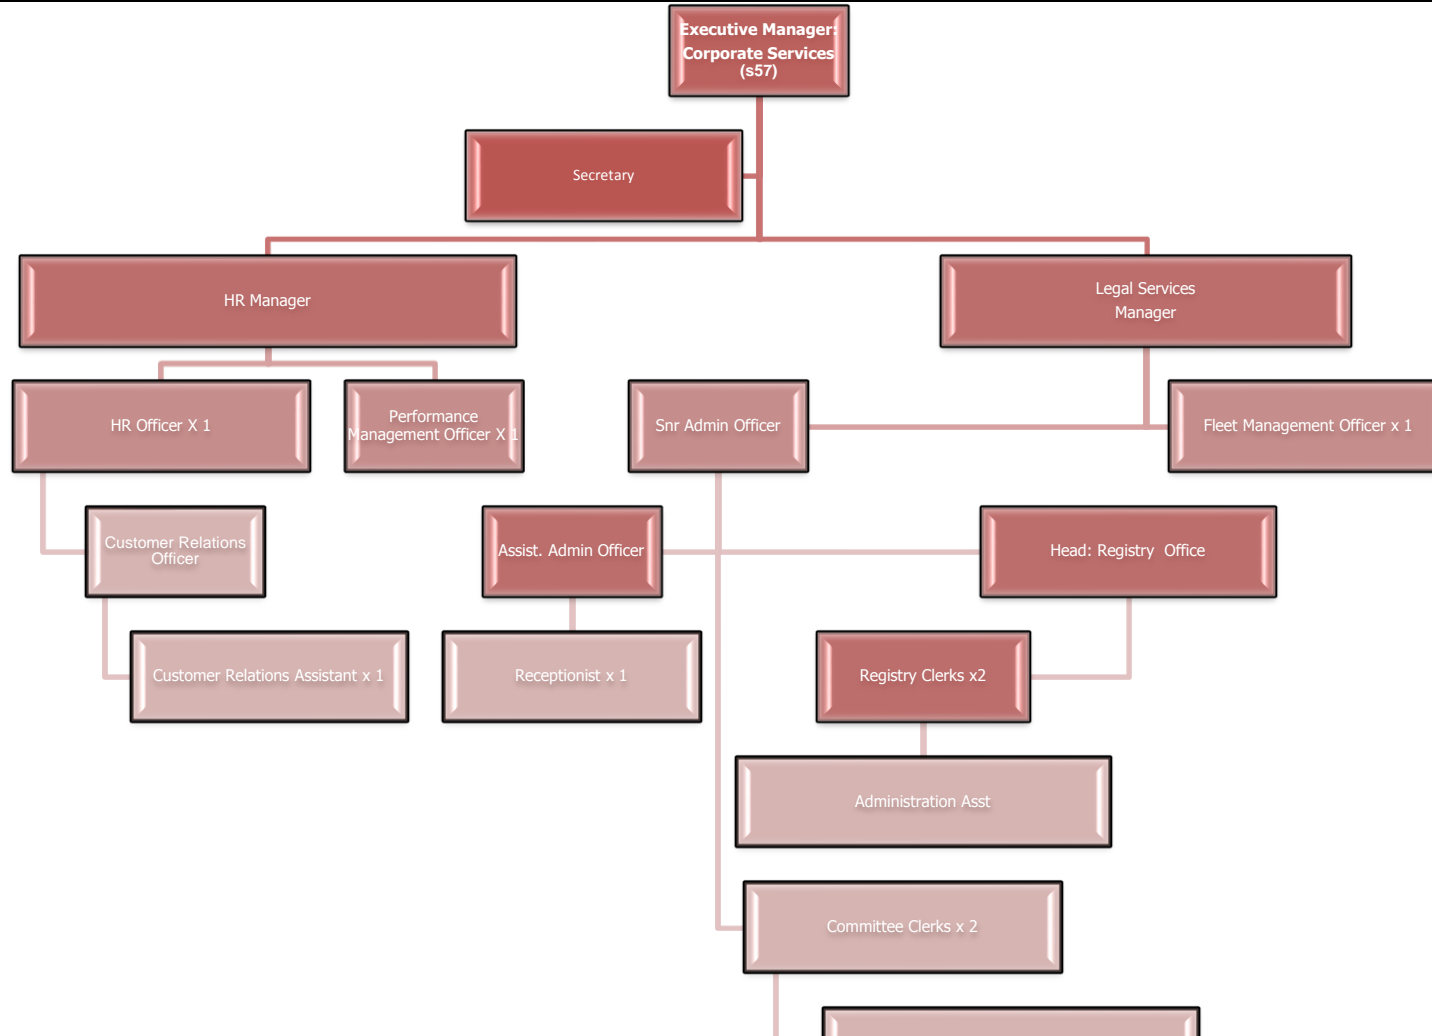 Executive Manager:
Corporate Services
(s57)
Secretary
HR Manager
Legal Services
Manager
HR Officer X 1
Performance
Management Officer X 1
Snr Admin Officer
Fleet Management Officer x 1
Customer Relations
Officer
Assist. Admin Officer
Head: Registry Office
Customer Relations Assistant x 1
Receptionist x 1
Registry Clerks x2
Administration Asst
Committee Clerks x 2